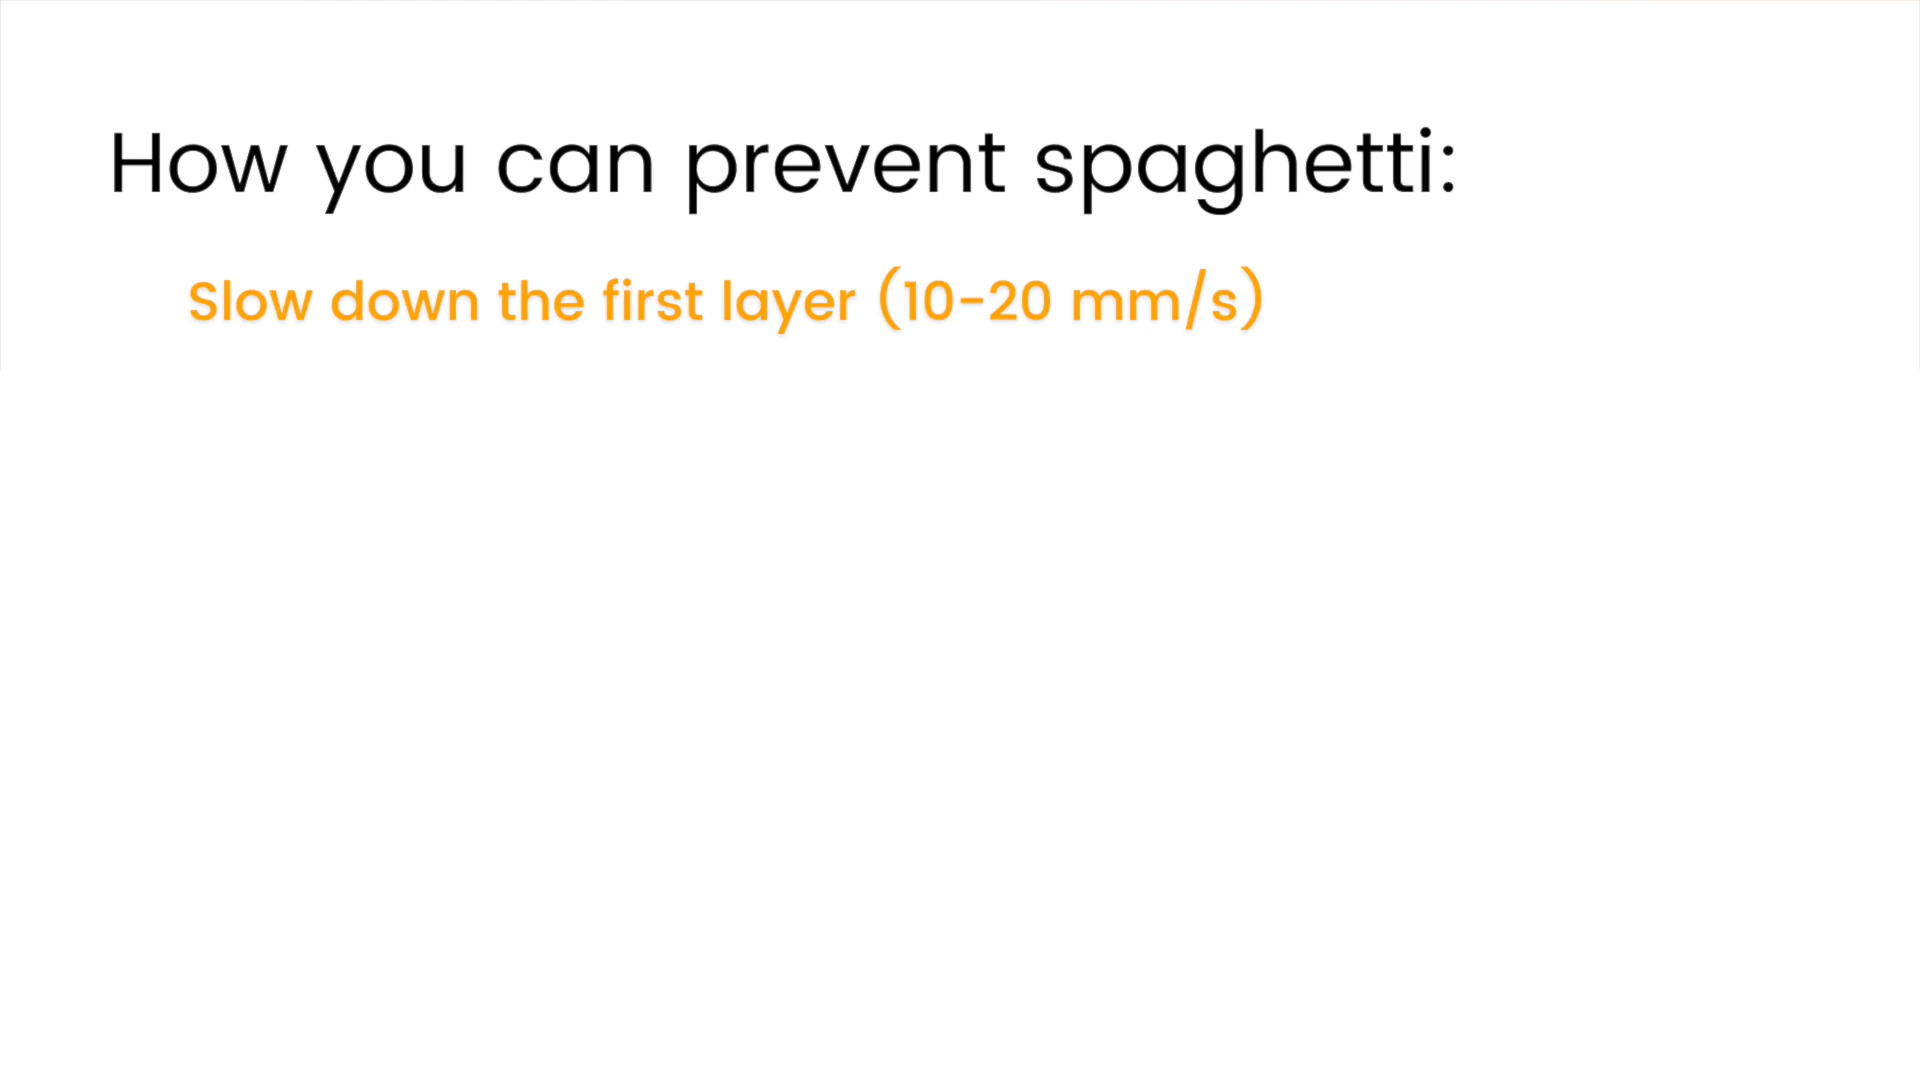 How you can prevent spaghetti:
Slow down the first layer (10-20 mm/s)